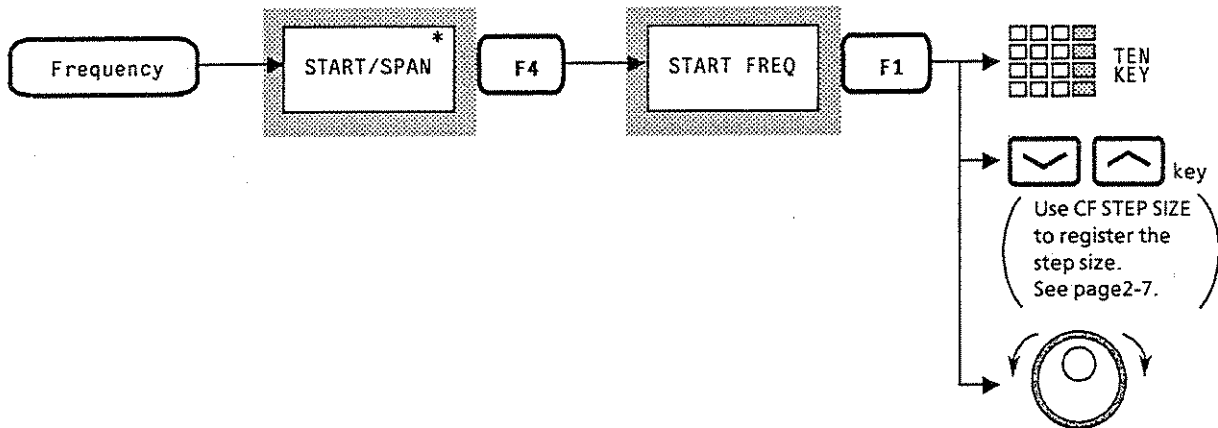 Frequency
START/SPAN *
F4
START FREQ
F1
TEN
KEY
key
Use CF STEP SIZE
to register the
step size.
See page2-7.